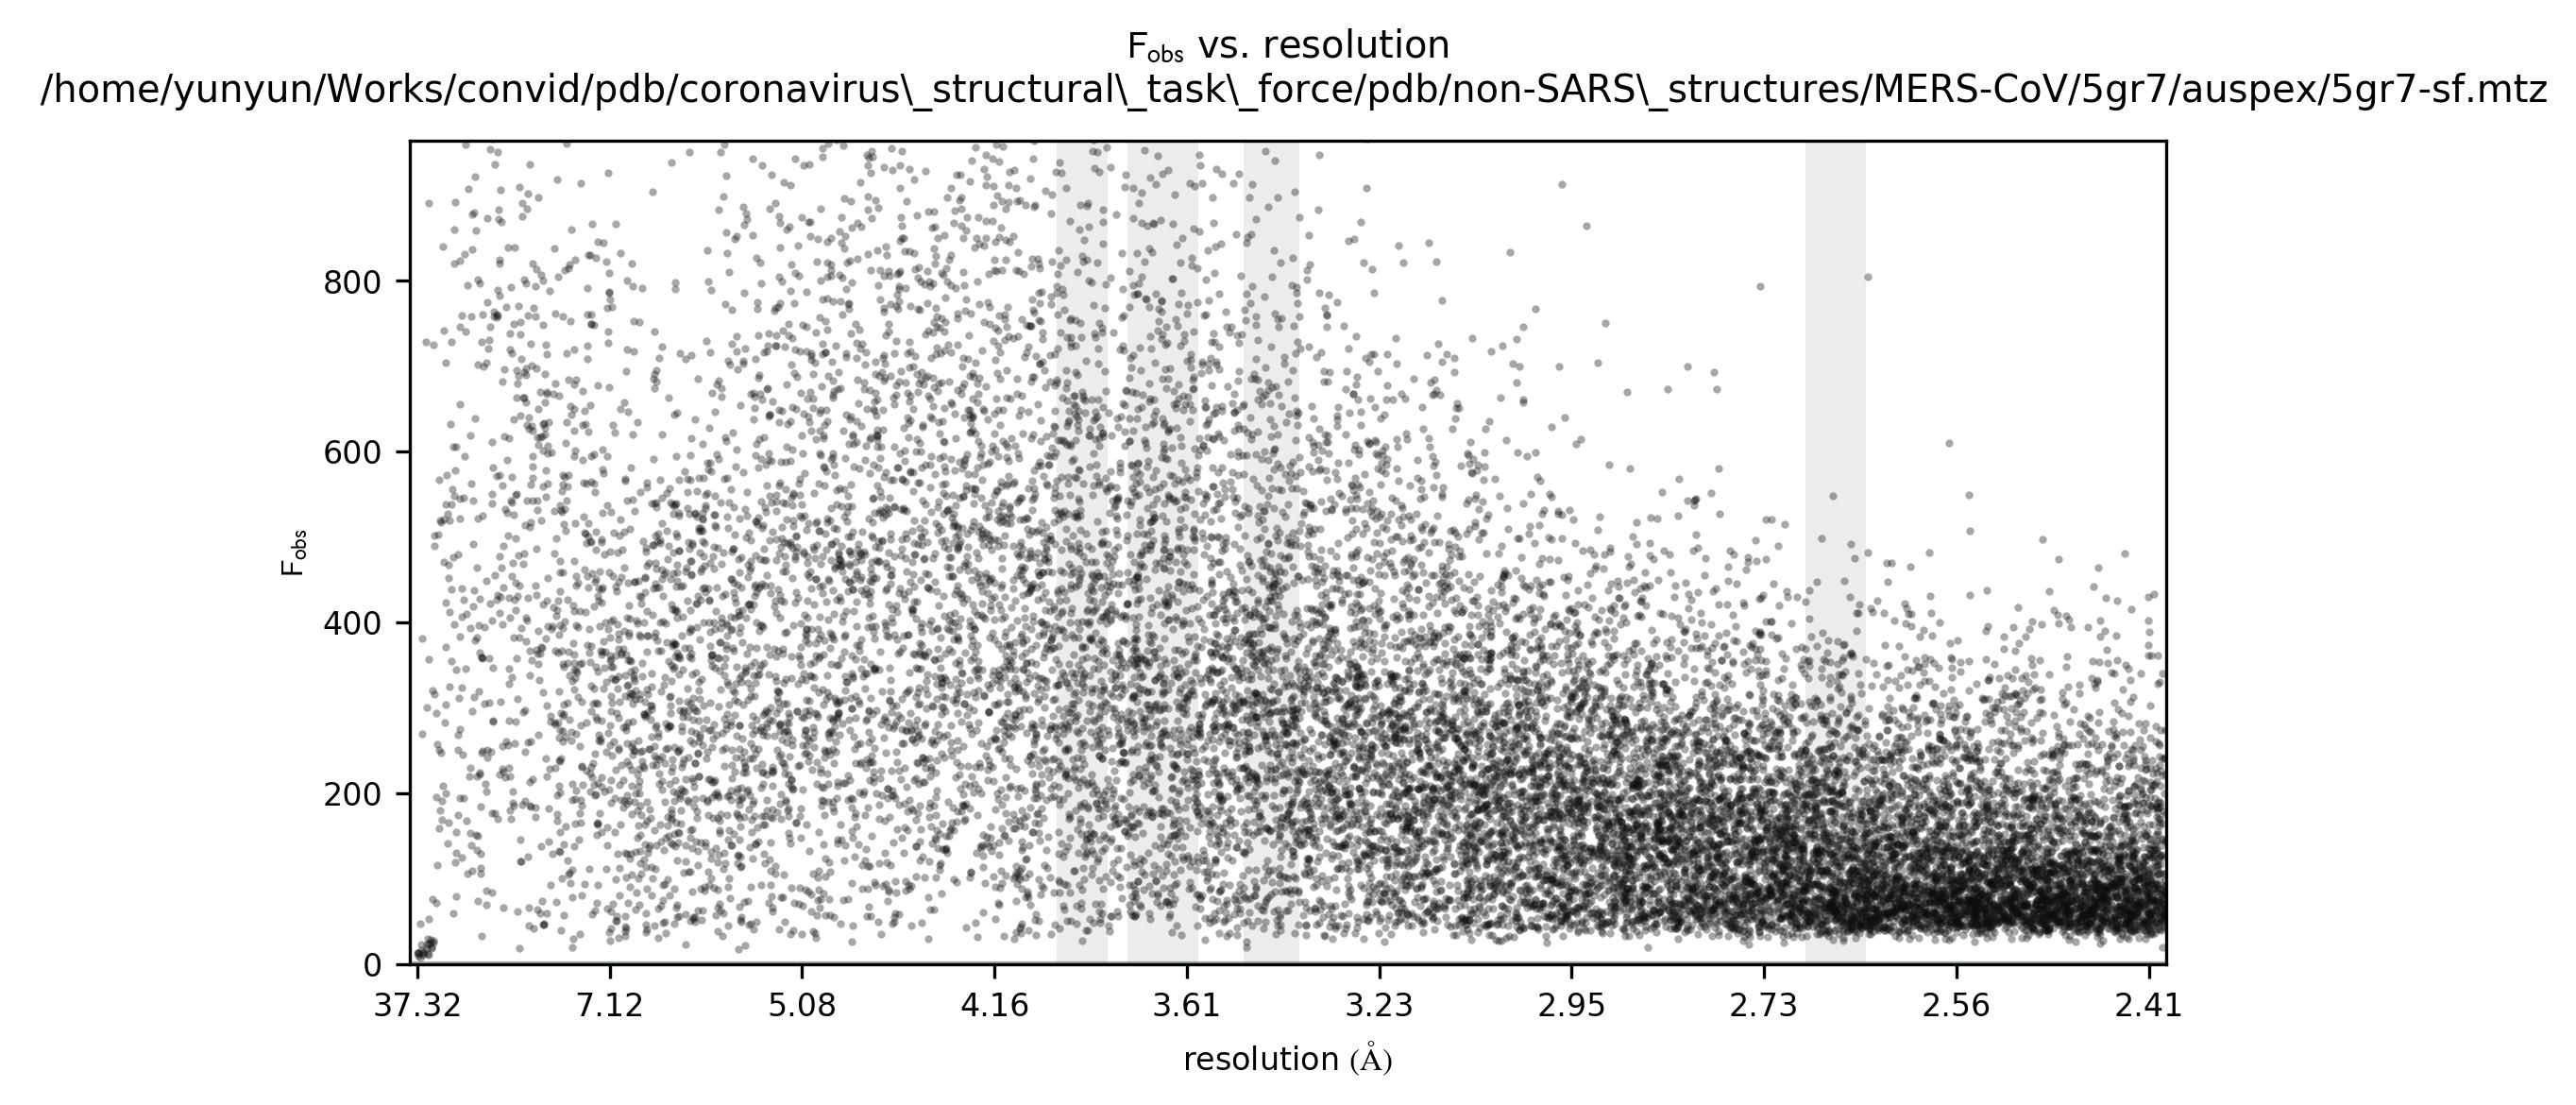 Fobs vs. resolution
/home/yunyun/Works/convid/pdb/coronavirus\_structural\_task\_force/pdb/non-SARS\_structures/MERS-CoV/5gr7/auspex/5gr7-sf.mtz
800
600
Fobs
400
200
0
37.32 7.12 5.08 4.16 3.61 3.23 2.95 2.73 2.56 2.41
resolution (Å)